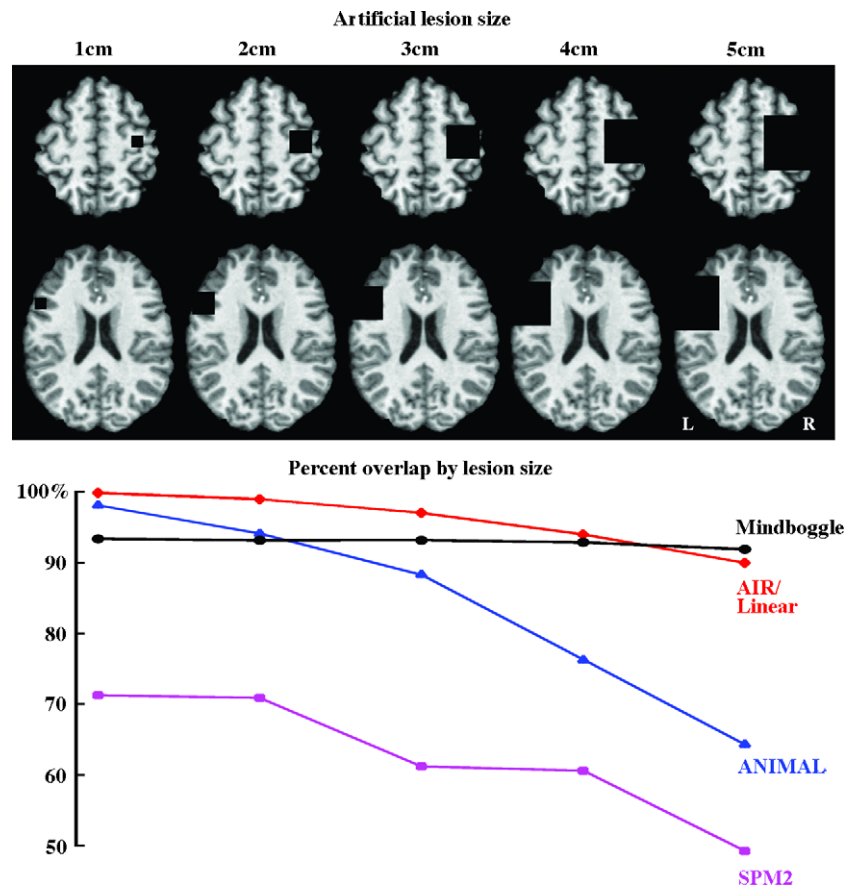 Artificial lesion size
1cm 2cm 3cm 4cm 5cm
L R
Percent overlap by lesion size
100%
90
80
70
60
50
Mindboggle
AIR/
Linear
ANIMAL
SPM2